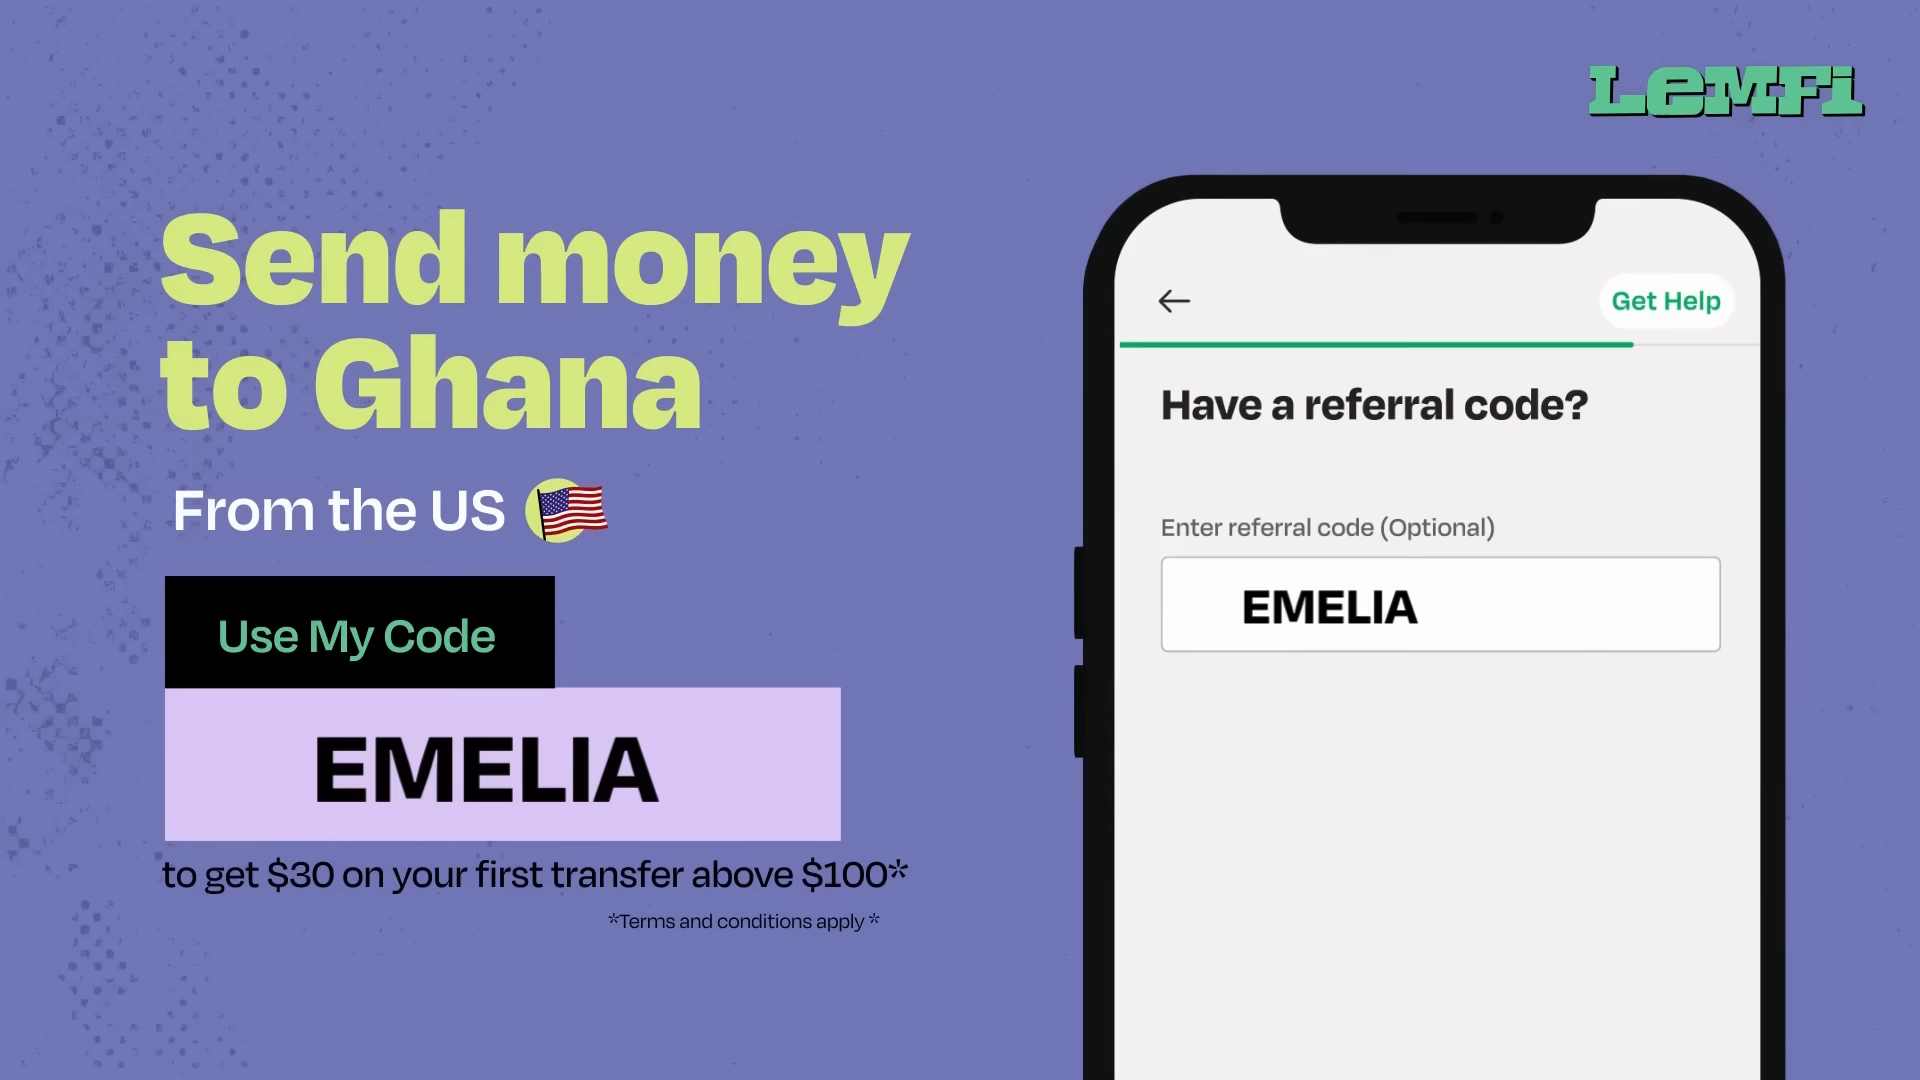 LeMFi
Send money
to Ghana
From the US
Use My Code
EMELIA
to get $30 on your first transfer above $100*
*Terms and conditions apply *
Get Help
Have a referral code?
Enter referral code (Optional)
EMELIA